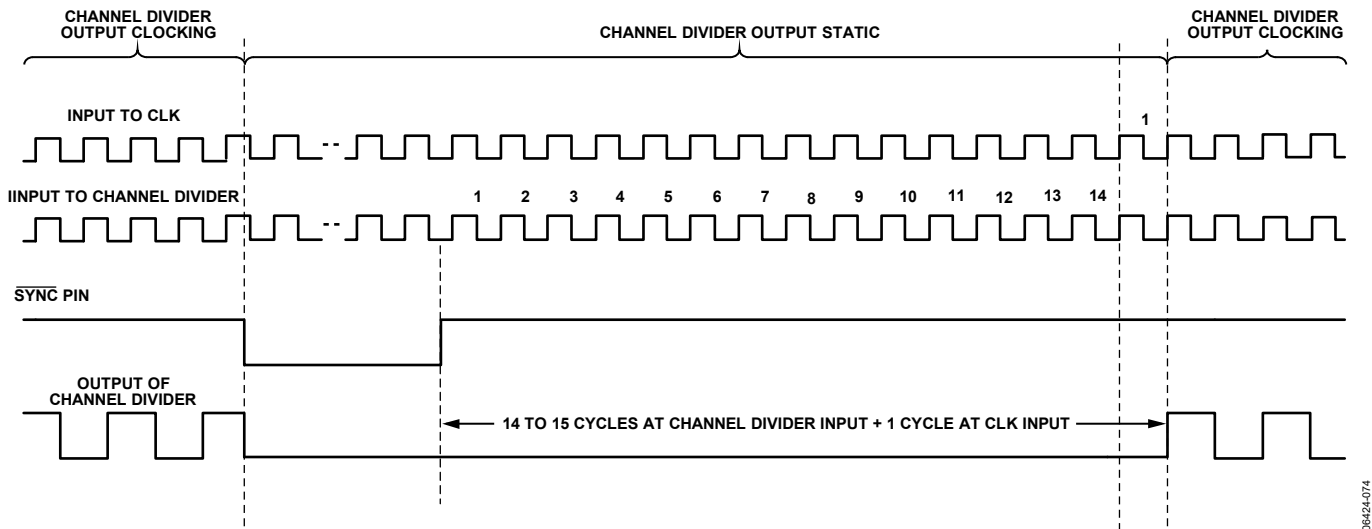 CHANNEL DIVIDER
OUTPUT CLOCKING
CHANNEL DIVIDER OUTPUT STATIC
CHANNEL DIVIDER
OUTPUT CLOCKING
INPUT TO CLK
1
IINPUT TO CHANNEL DIVIDER
1 2 3 4 5 6 7 8 9 10 11 12 13 14
SYNC PIN
OUTPUT OF
CHANNEL DIVIDER
14 TO 15 CYCLES AT CHANNEL DIVIDER INPUT + 1 CYCLE AT CLK INPUT
06424-074